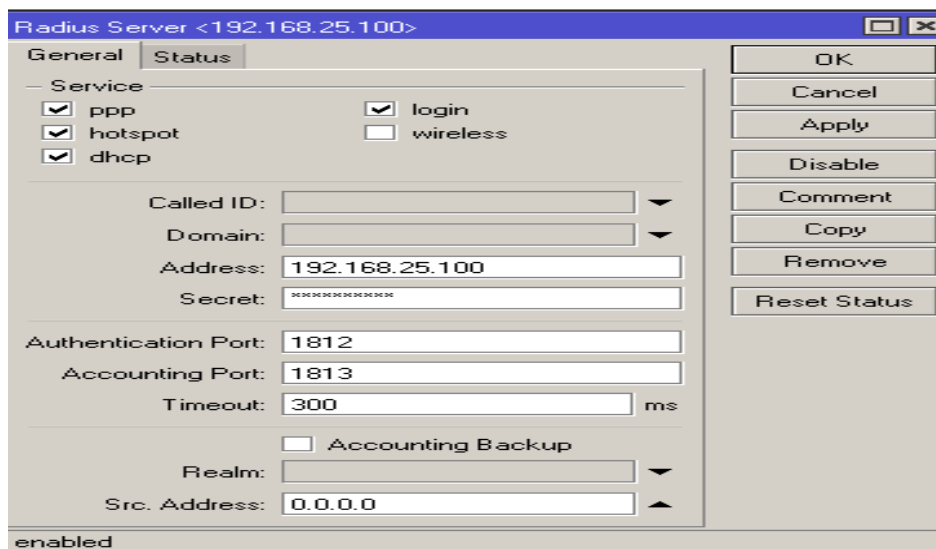 Radius Server <192.168.25.100>
General Status
Service
ppp login
hotspot wireless
dhcp
Called ID:
Domain:
Address: 192.168.25.100
Secret: **********
Authentication Port: 1812
Accounting Port: 1813
Timeout: 300 ms
Accounting Backup
Realm:
Src. Address: 0.0.0.0
enabled
OK
Cancel
Apply
Disable
Comment
Copy
Remove
Reset Status